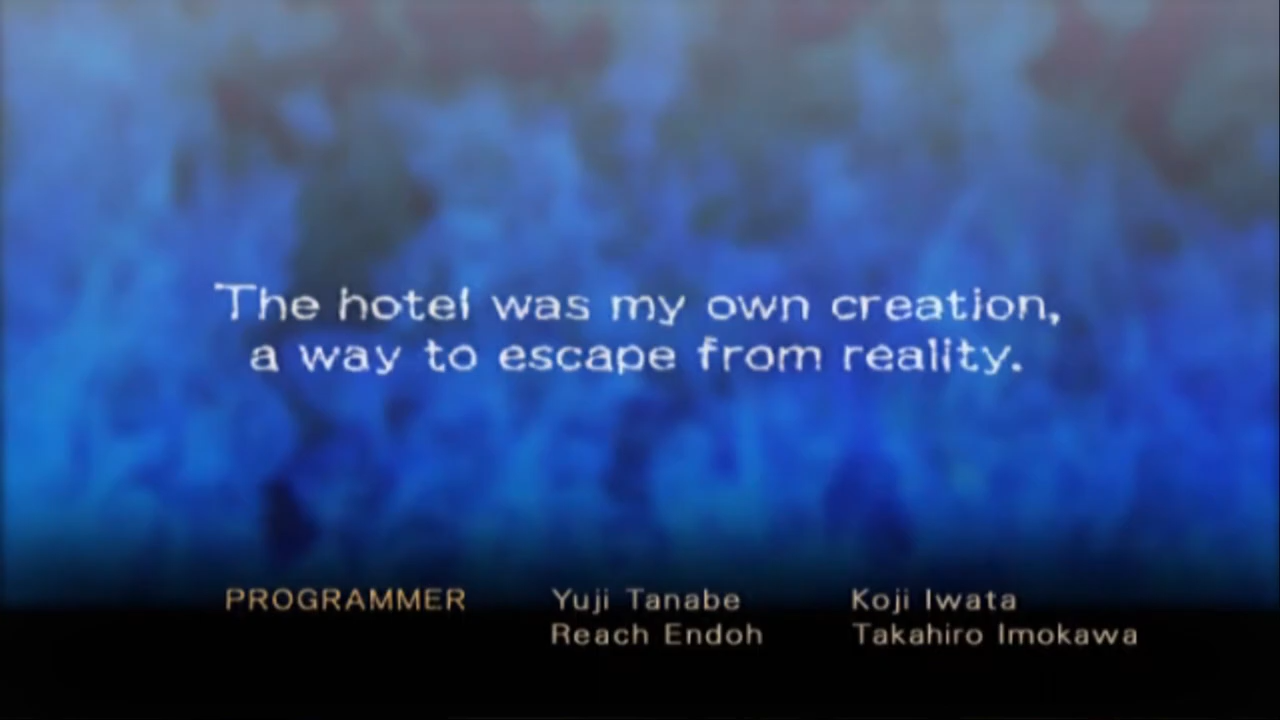 The hotel was my own creation,
a way to escape from reality.
PROGRAMMER Yuji Tanabe Koji Iwata
Reach Endoh Takahiro Imokawa